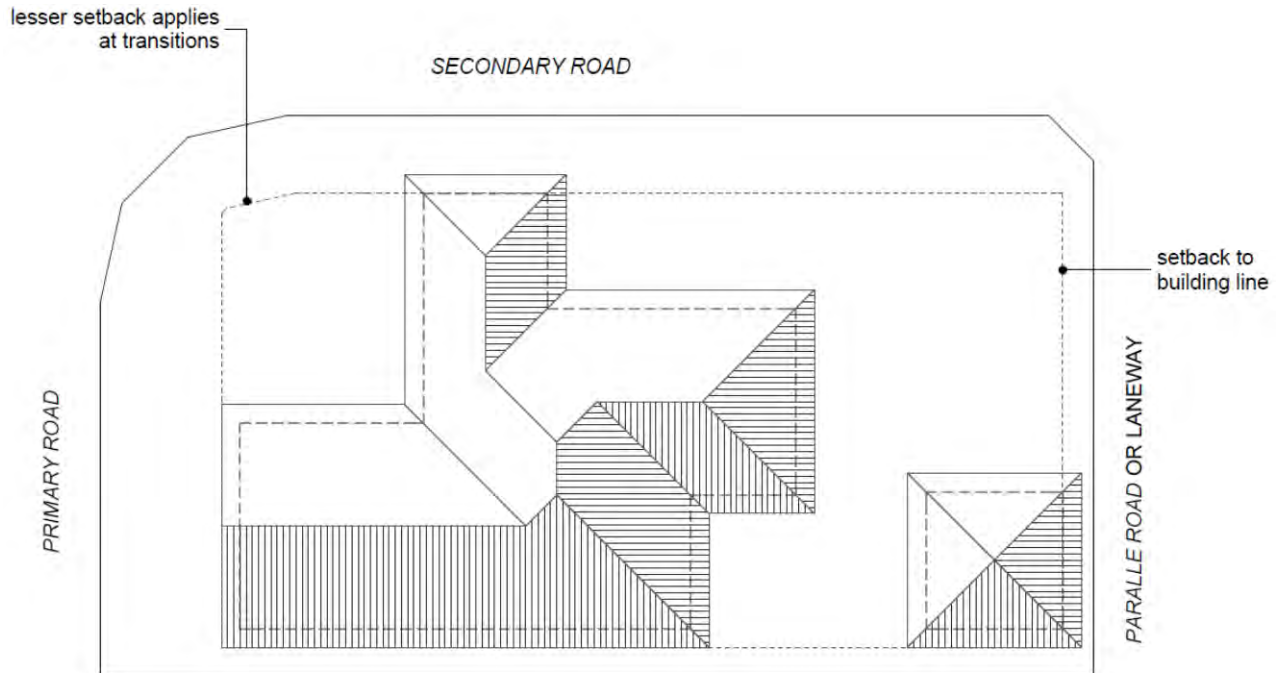 lesser setback applies
at transitions
SECONDARY ROAD
setback to
building line
PRIMARY ROAD
PARALLE ROAD OR LANEWAY